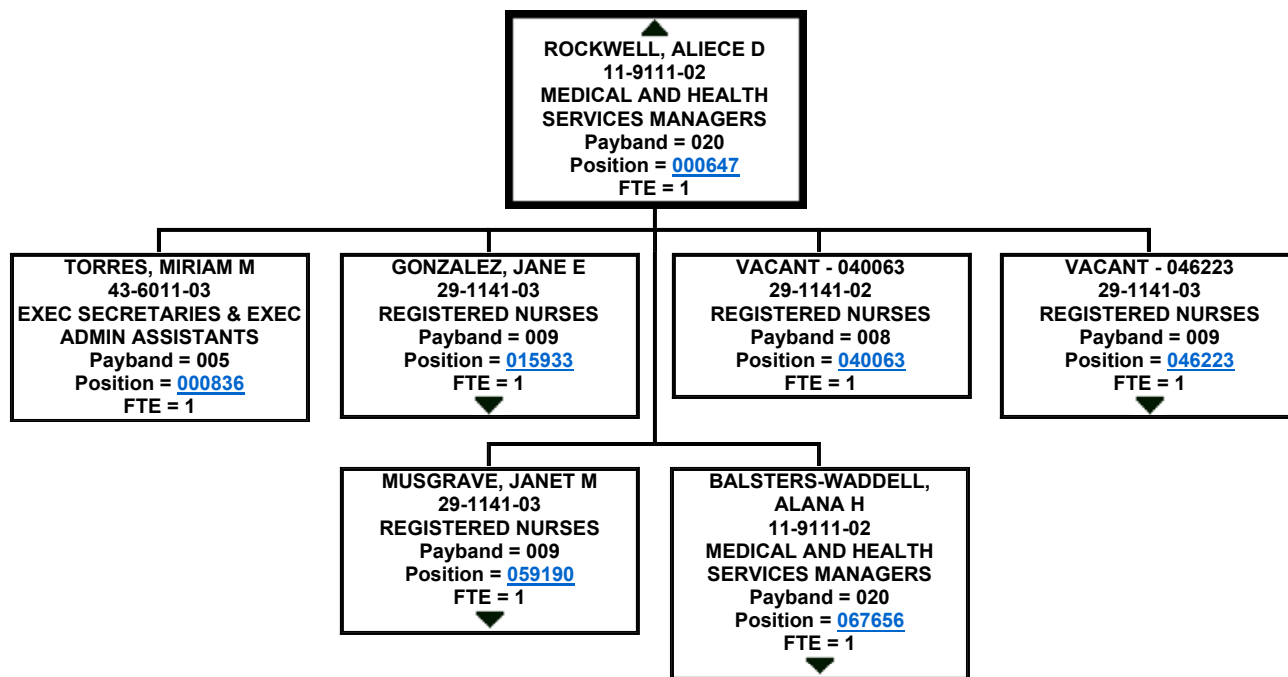 ROCKWELL, ALIECE D
11-9111-02
MEDICAL AND HEALTH
SERVICES MANAGERS
Payband = 020
Position = 000647
FTE = 1
TORRES, MIRIAM M
43-6011-03
EXEC SECRETARIES & EXEC
ADMIN ASSISTANTS
Payband = 005
Position = 000836
FTE = 1
GONZALEZ, JANE E
29-1141-03
REGISTERED NURSES
Payband = 009
Position = 015933
FTE = 1
VACANT - 040063
29-1141-02
REGISTERED NURSES
Payband = 008
Position = 040063
FTE = 1
VACANT - 046223
29-1141-03
REGISTERED NURSES
Payband = 009
Position = 046223
FTE = 1
MUSGRAVE, JANET M
29-1141-03
REGISTERED NURSES
Payband = 009
Position = 059190
FTE = 1
BALSTERS-WADDELL,
ALANA H
11-9111-02
MEDICAL AND HEALTH
SERVICES MANAGERS
Payband = 020
Position = 067656
FTE = 1